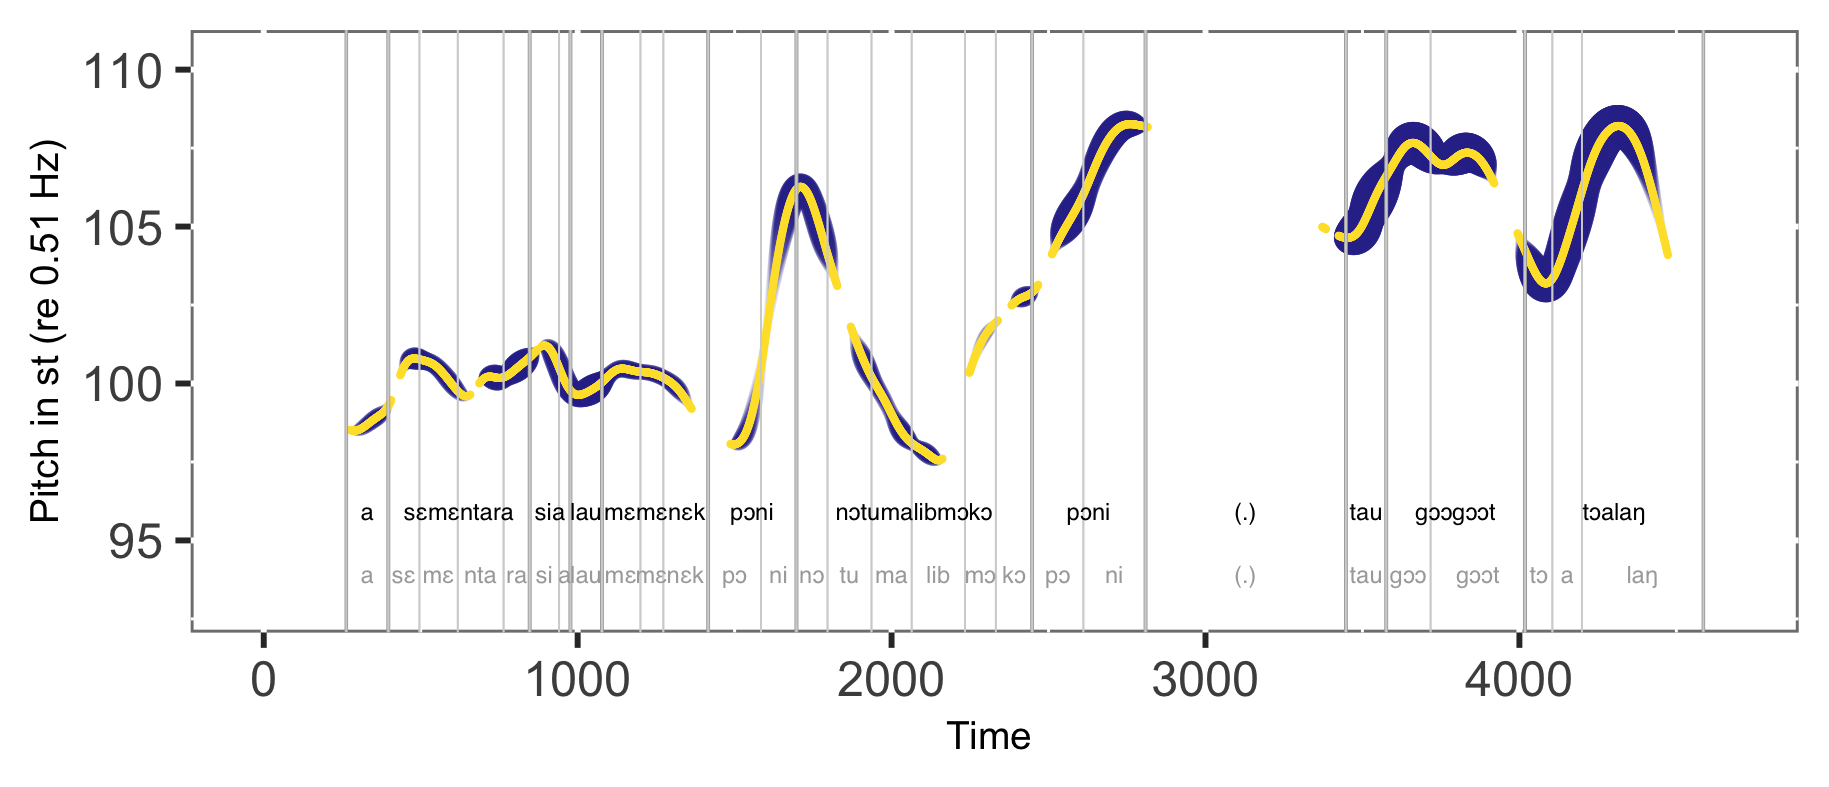 110
105
100
95
Pitch in st (re 0.51 Hz)
a sɛmɛntara sia lau mɛmɛnɛk pɔni nɔtumalibmɔkɔ pɔni (.) tau gɔɔgɔɔt tɔalaŋ
a sɛ mɛ nta ra si a lau mɛ mɛ nɛk pɔ ni nɔ tu ma lib mɔ kɔ pɔ ni (.) tau gɔɔ gɔɔt tɔ a laŋ
0 1000 2000 3000 4000
Time